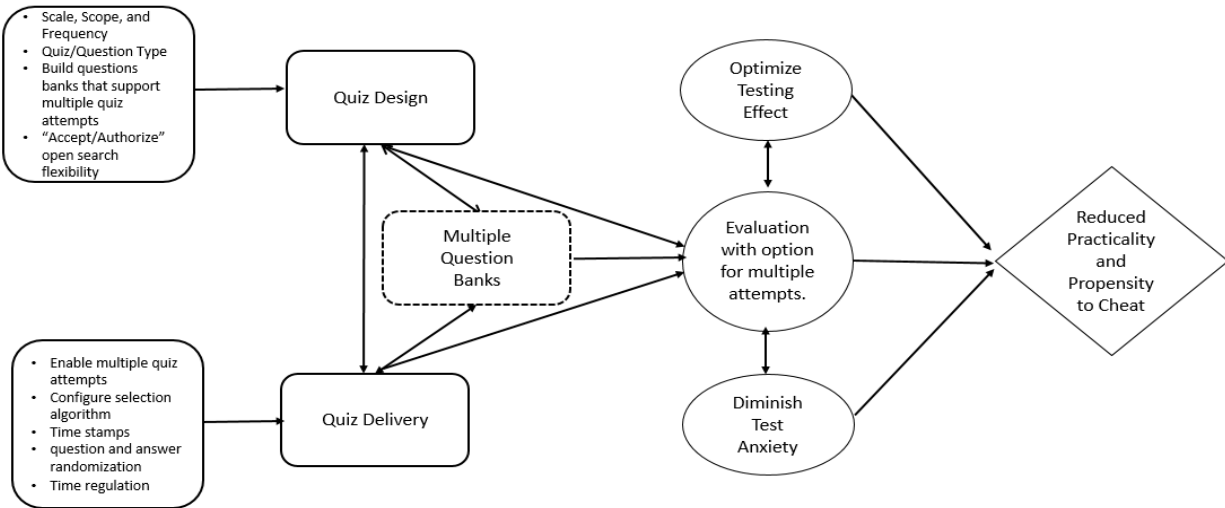 • Scale, Scope, and
Frequency
• Quiz/Question Type
• Build questions
banks that support
multiple quiz
attempts
• “Accept/Authorize”
open search
flexibility
Quiz Design
Multiple
Question
Banks
• Enable multiple quiz
attempts
• Configure selection
algorithm
• Time stamps
• question and answer
randomization
• Time regulation
Quiz Delivery
Optimize
Testing
Effect
Evaluation
with option
for multiple
attempts.
Diminish
Test
Anxiety
Reduced
Practicality
and
Propensity
to Cheat